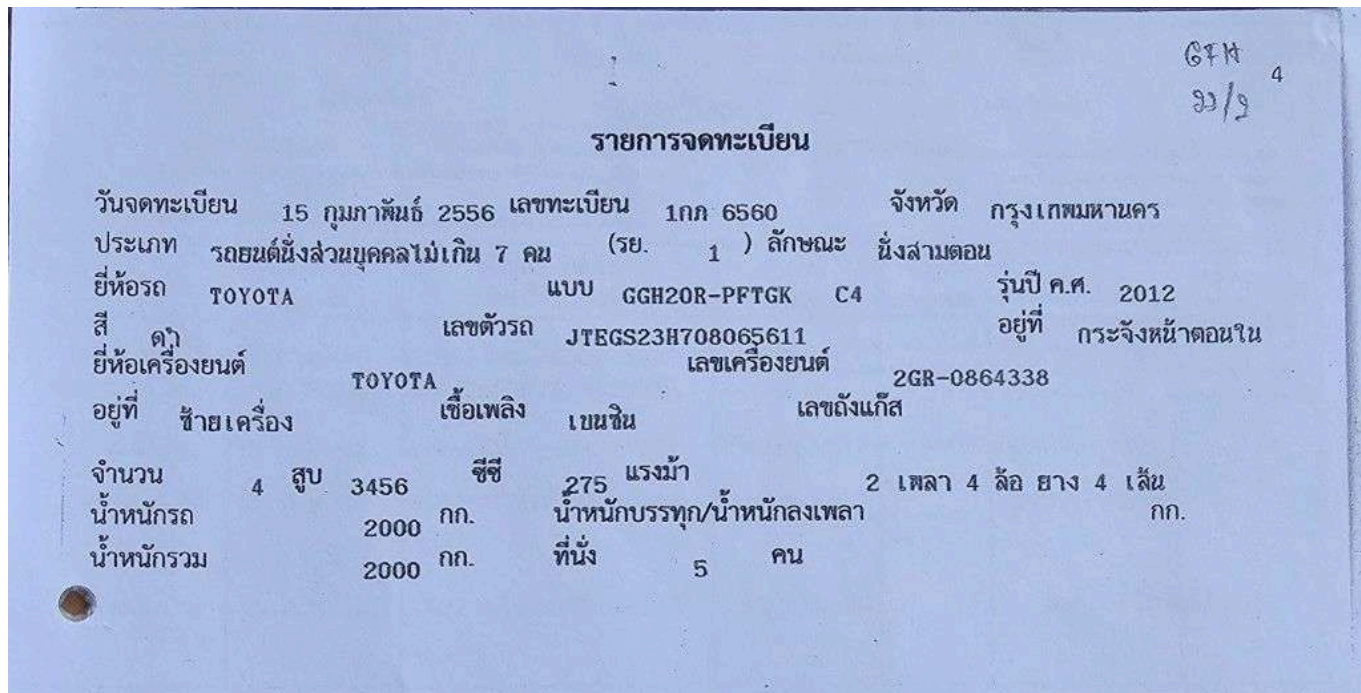 GFH
4
22/2
รายการจดทะเบียน
วันจดทะเบียน 15 กุมภาพันธ์ 2556 เลขทะเบียน 1กภ 6560 จังหวัด กรุงเทพมหานคร
ประเภท รถยนต์นั่งส่วนบุคคลไม่เกิน 7 คน (รย. 1 ) ลักษณะ นั่งสามตอน
ยี่ห้อรถ TOYOTA แบบ GGH20R-PFTGK C4 รุ่นปี ค.ศ. 2012
สี ดำ เลขตัวรถ JTEGS23H708065611 อยู่ที่ กระจังหน้าตอนใน
ยี่ห้อเครื่องยนต์ TOYOTA เลขเครื่องยนต์ 2GR-0864338
อยู่ที่ ซ้ายเครื่อง เชื้อเพลิง เบนซิน เลขถังแก๊ส
จำนวน 4 สูบ 3456 ซีซี 275 แรงม้า 2 เพลา 4 ล้อ ยาง 4 เส้น
น้ำหนักรถ 2000 กก. น้ำหนักบรรทุก/น้ำหนักลงเพลา กก.
น้ำหนักรวม 2000 กก. ที่นั่ง 5 คน